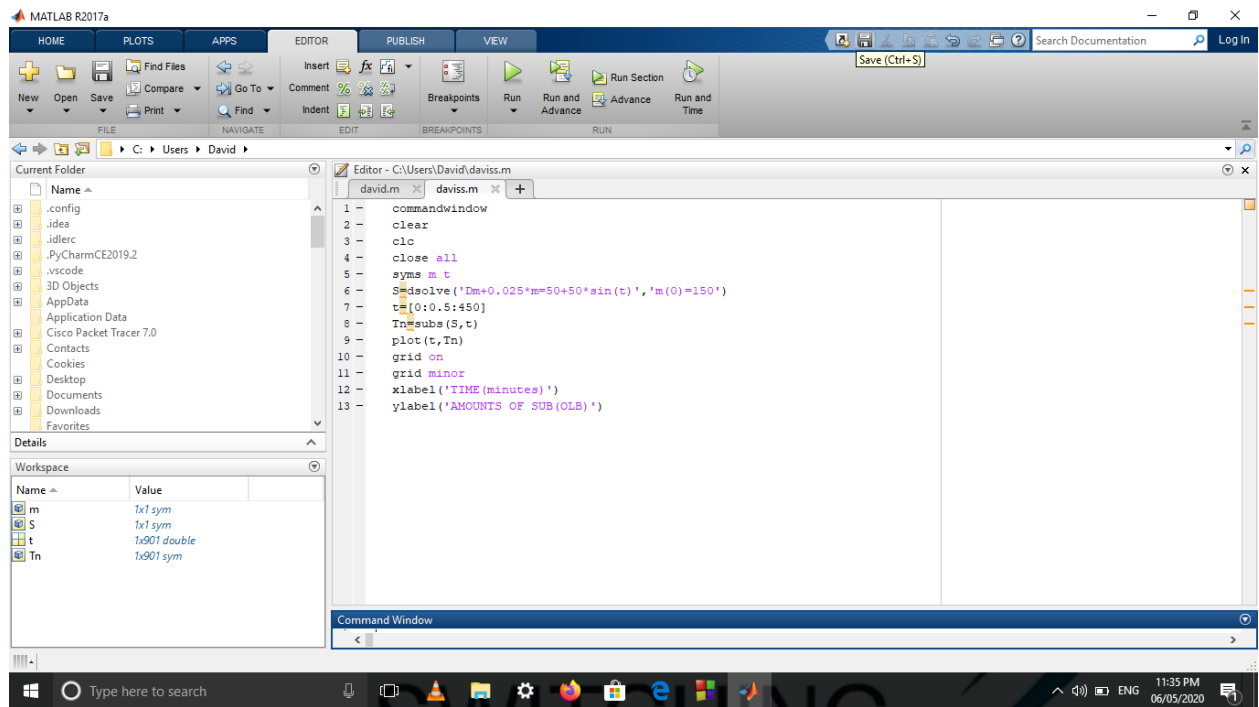 MATLAB R2017a
HOME PLOTS APPS EDITOR PUBLISH VIEW Search Documentation Log In
Save (Ctrl+S)
New Open Save Find Files Compare Print Go To Find Insert Comment Indent fx Breakpoints Run Run and Advance Run Section Advance Run and Time
FILE NAVIGATE EDIT BREAKPOINTS RUN
C: Users David
Current Folder
Name
.config
.idea
.idlerc
.PyCharmCE2019.2
.vscode
3D Objects
AppData
Application Data
Cisco Packet Tracer 7.0
Contacts
Cookies
Desktop
Documents
Downloads
Favorites
Details
Workspace
Name Value
m 1x1 sym
S 1x1 sym
t 1x901 double
Tn 1x901 sym
Editor - C:\Users\David\daviss.m
david.m daviss.m +
1 - commandwindow
2 - clear
3 - clc
4 - close all
5 - syms m t
6 - S=dsolve('Dm+0.025*m=50+50*sin(t)','m(0)=150')
7 - t=[0:0.5:450]
8 - Tn=subs(S,t)
9 - plot(t,Tn)
10 - grid on
11 - grid minor
12 - xlabel('TIME(minutes)')
13 - ylabel('AMOUNTS OF SUB(OLB)')
Command Window
Type here to search
ENG
11:35 PM
06/05/2020